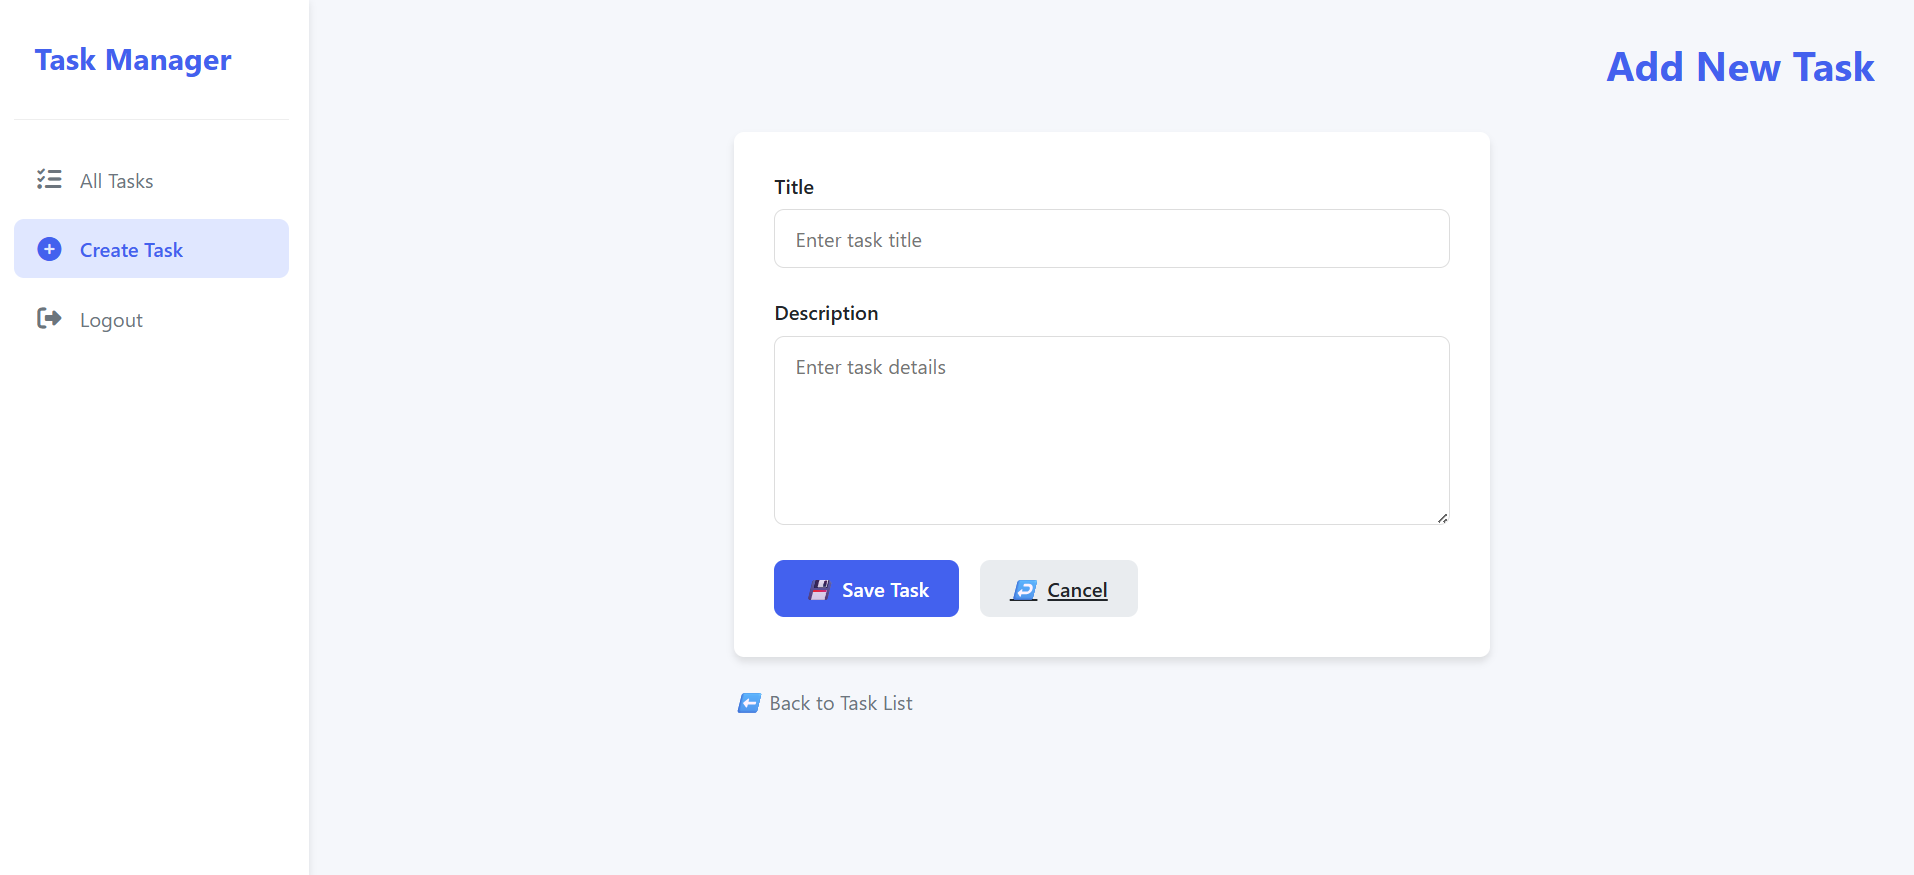 Task Manager
All Tasks
Create Task
Logout
Add New Task
Title
Enter task title
Description
Enter task details
Save Task
Cancel
Back to Task List